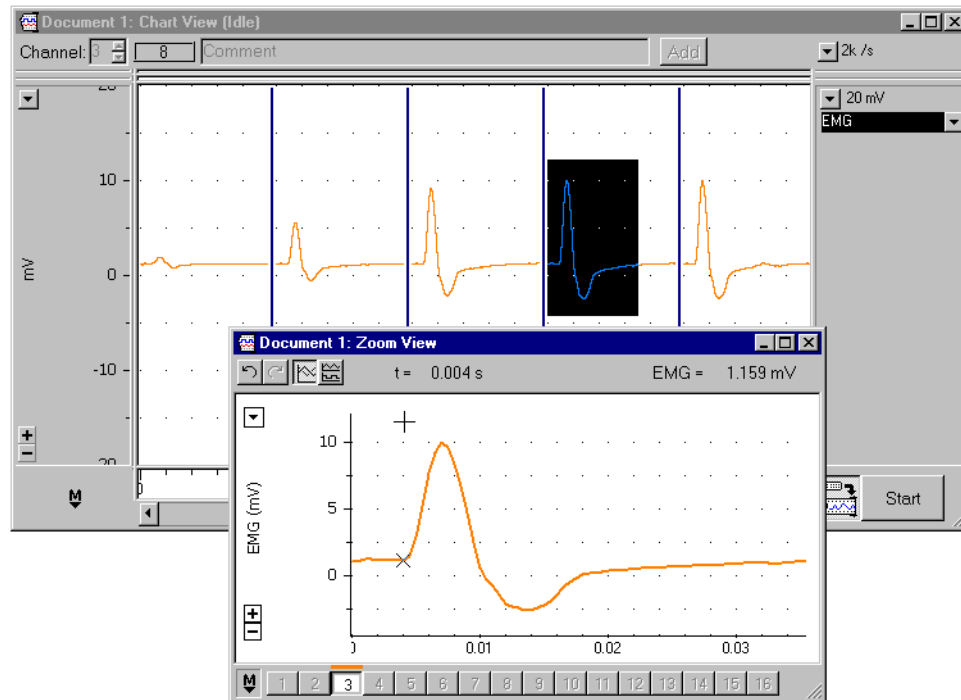 Document 1: Chart View (Idle)
Channel: 3 8 Comment Add 2k /s
20 mV
EMG
20
10
0
-10
20
mV
M
0
Start
Document 1: Zoom View
t = 0.004 s EMG = 1.159 mV
10
5
0
EMG (mV)
0 0.01 0.02 0.03
M 1 2 3 4 5 6 7 8 9 10 11 12 13 14 15 16